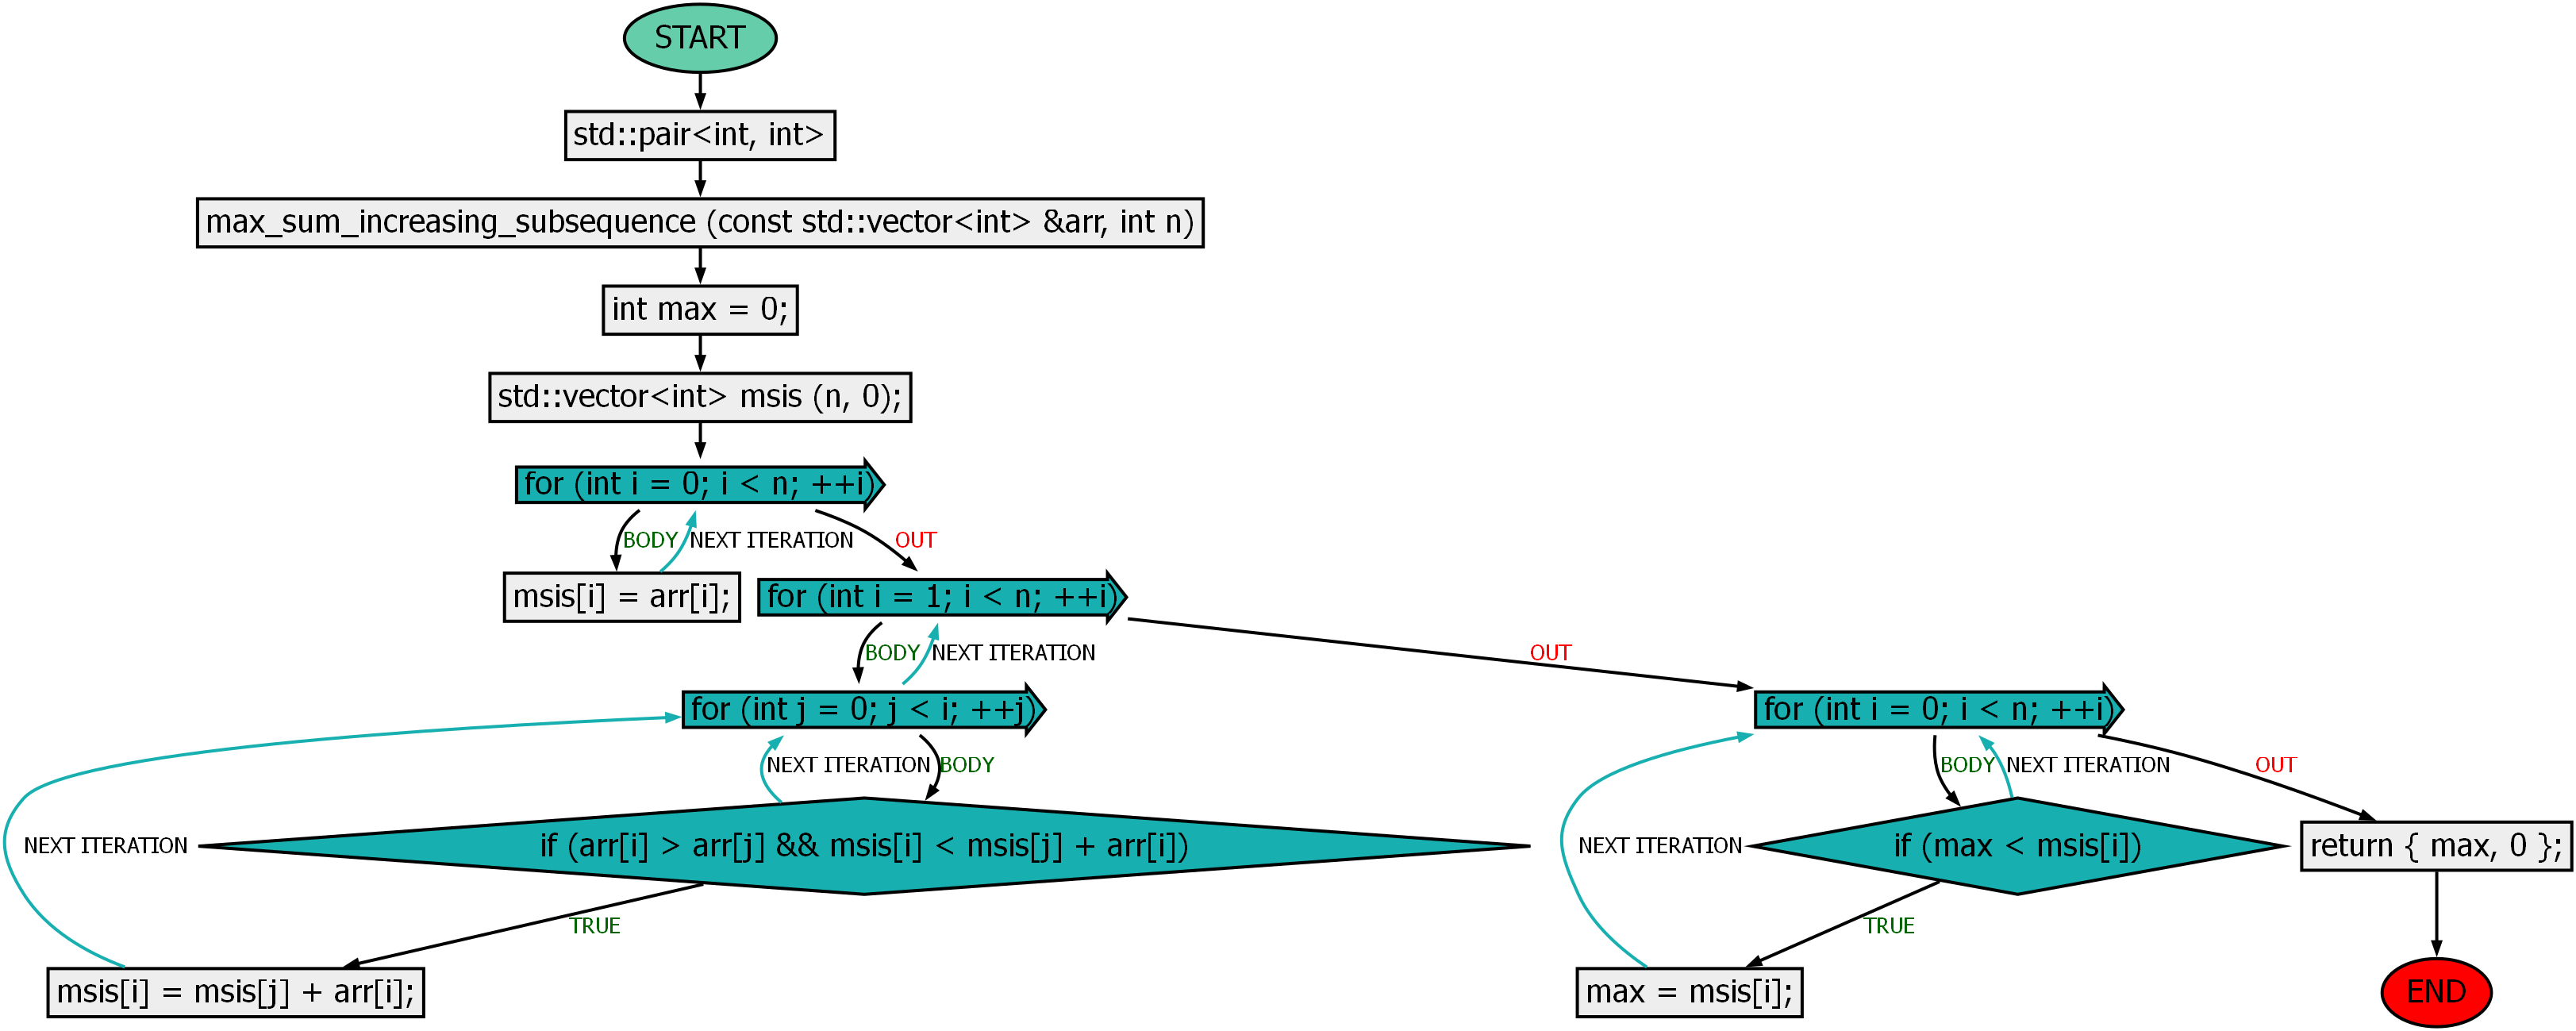 START
std::pair<int, int>
max_sum_increasing_subsequence (const std::vector<int> &arr, int n)
int max = 0;
std::vector<int> msis (n, 0);
for (int i = 0; i < n; ++i)
BODY
NEXT ITERATION
OUT
msis[i] = arr[i];
for (int i = 1; i < n; ++i)
BODY
NEXT ITERATION
OUT
for (int j = 0; j < i; ++j)
for (int i = 0; i < n; ++i)
NEXT ITERATION
BODY
BODY
NEXT ITERATION
OUT
NEXT ITERATION
if (arr[i] > arr[j] && msis[i] < msis[j] + arr[i])
NEXT ITERATION
if (max < msis[i])
return { max, 0 };
TRUE
TRUE
msis[i] = msis[j] + arr[i];
max = msis[i];
END